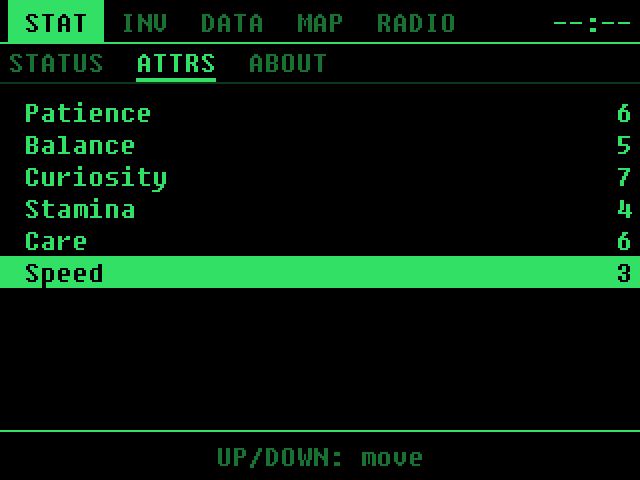 STAT INV DATA MAP RADIO --:--
STATUS ATTRS ABOUT
Patience 6
Balance 5
Curiosity 7
Stamina 4
Care 6
Speed 3
UP/DOWN: move